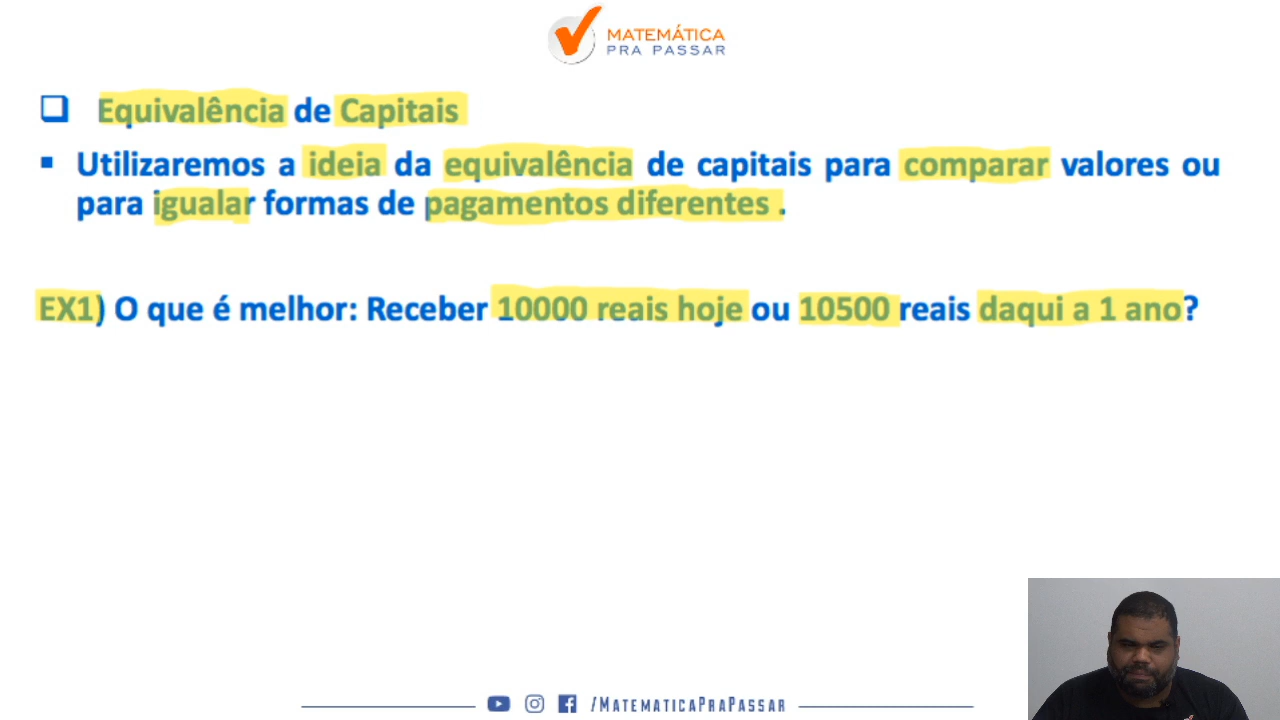 MATEMÁTICA
PRA PASSAR
Equivalência de Capitais
Utilizaremos a ideia da equivalência de capitais para comparar valores ou
para igualar formas de pagamentos diferentes .
EX1) O que é melhor: Receber 10000 reais hoje ou 10500 reais daqui a 1 ano?
/MATEMATICAPRAPASSAR